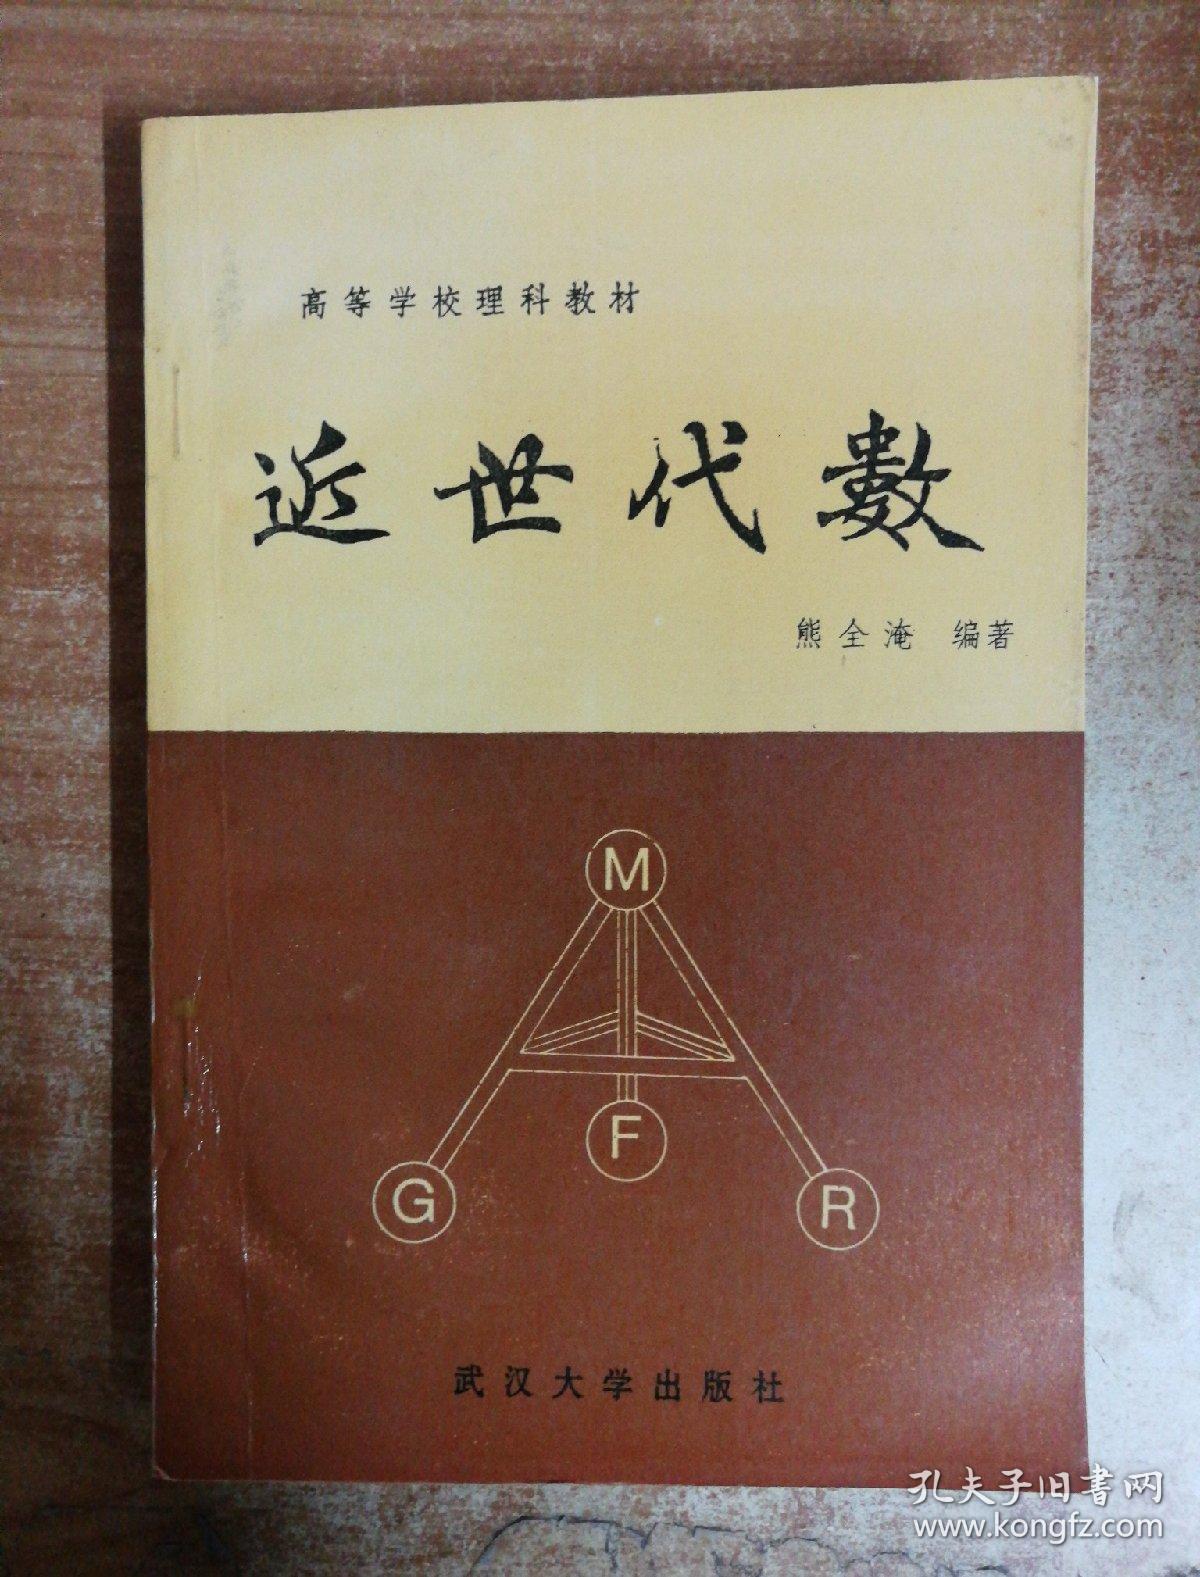 高等学校理科教材
近世代數
熊全淹 编著
M
F
G
R
武汉大学出版社
孔夫子旧書网
www.kongfz.com